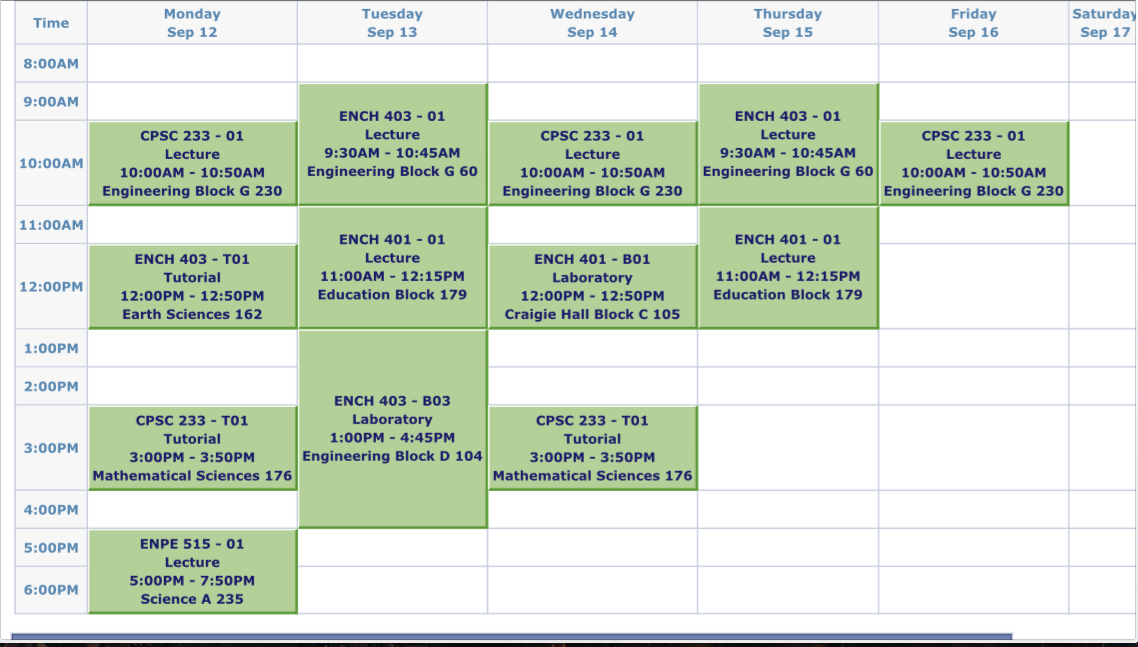 Time
Monday
Sep 12
Tuesday
Sep 13
Wednesday
Sep 14
Thursday
Sep 15
Friday
Sep 16
Saturday
Sep 17
8:00AM
9:00AM
ENCH 403 - 01
Lecture
9:30AM - 10:45AM
Engineering Block G 60
ENCH 403 - 01
Lecture
9:30AM - 10:45AM
Engineering Block G 60
10:00AM
CPSC 233 - 01
Lecture
10:00AM - 10:50AM
Engineering Block G 230
CPSC 233 - 01
Lecture
10:00AM - 10:50AM
Engineering Block G 230
CPSC 233 - 01
Lecture
10:00AM - 10:50AM
Engineering Block G 230
11:00AM
ENCH 401 - 01
Lecture
11:00AM - 12:15PM
Education Block 179
ENCH 401 - 01
Lecture
11:00AM - 12:15PM
Education Block 179
12:00PM
ENCH 403 - T01
Tutorial
12:00PM - 12:50PM
Earth Sciences 162
ENCH 401 - B01
Laboratory
12:00PM - 12:50PM
Craigie Hall Block C 105
1:00PM
ENCH 403 - B03
Laboratory
1:00PM - 4:45PM
Engineering Block D 104
2:00PM
3:00PM
CPSC 233 - T01
Tutorial
3:00PM - 3:50PM
Mathematical Sciences 176
CPSC 233 - T01
Tutorial
3:00PM - 3:50PM
Mathematical Sciences 176
4:00PM
5:00PM
ENPE 515 - 01
Lecture
5:00PM - 7:50PM
Science A 235
6:00PM